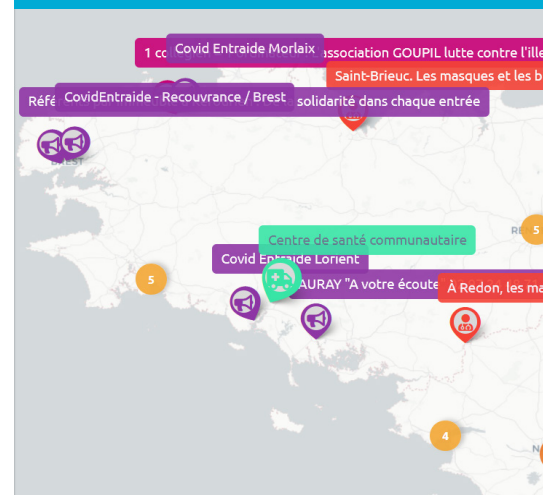 1 co
Covid Entraide Morlaix
association GOUPIL lutte contre l'ille
Saint-Brieuc. Les masques et les b
Réfé
CovidEntraide - Recouvrance / Brest
solidarité dans chaque entrée
BREST
RE
5
Centre de santé communautaire
Covid Entraide Lorient
5
AURAY "A votre écoute"
À Redon, les ma
4
N